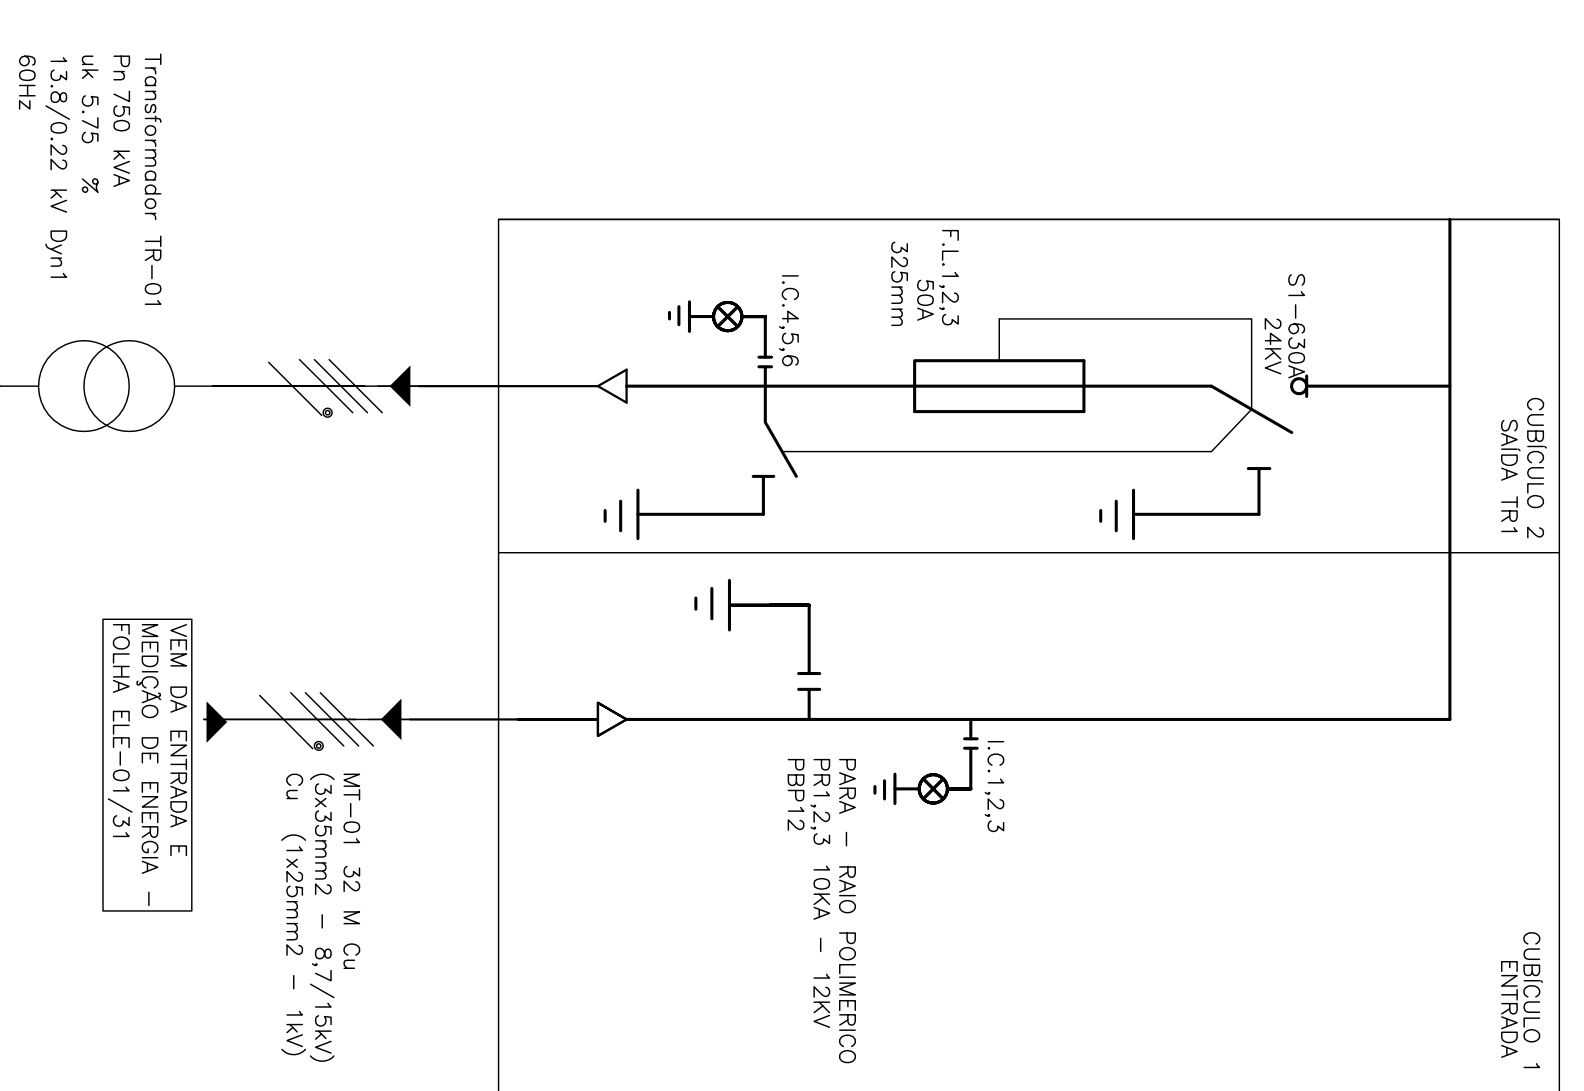 CUBÍCULO 2
SAÍDA TR1
S1-630A
24KV
F.L.1,2,3
50A
325mm
I.C.4,5,6
Transformador TR-01
Pn 750 kVA
uk 5.75 %
13.8/0.22 kV Dyn1
60Hz
CUBÍCULO 1
ENTRADA
I.C.1,2,3
PARA - RAIO POLIMERICO
PR1,2,3 10KA - 12KV
PBP12
MT-01 32 M Cu
(3x35mm2 - 8,7/15kV)
Cu (1x25mm2 - 1kV)
VEM DA ENTRADA E
MEDIÇÃO DE ENERGIA -
FOLHA ELE-01/31